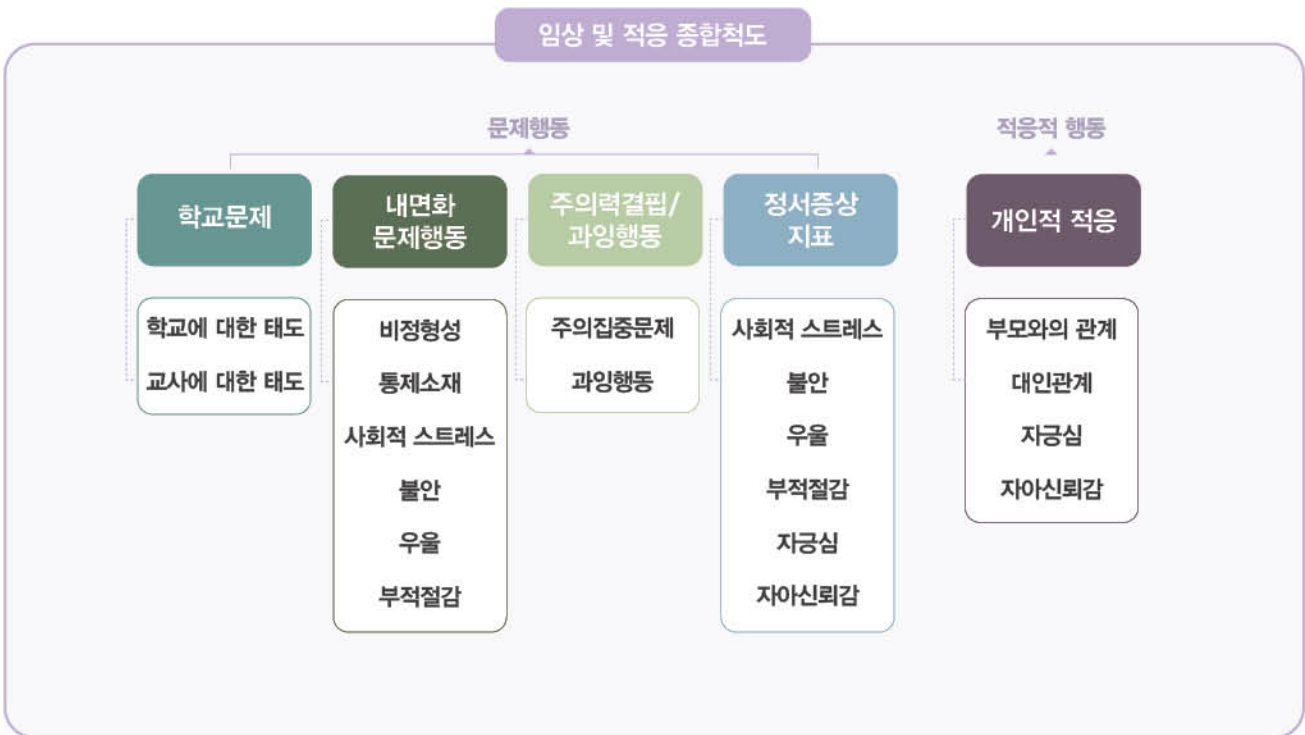 임상 및 적응 종합척도
문제행동
적응적 행동
학교문제
학교에 대한 태도
교사에 대한 태도
내면화
문제행동
비정형성
통제소재
사회적 스트레스
불안
우울
부적절감
주의력결핍/
과잉행동
주의집중문제
과잉행동
정서증상
지표
사회적 스트레스
불안
우울
부적절감
자긍심
자아신뢰감
개인적 적응
부모와의 관계
대인관계
자긍심
자아신뢰감